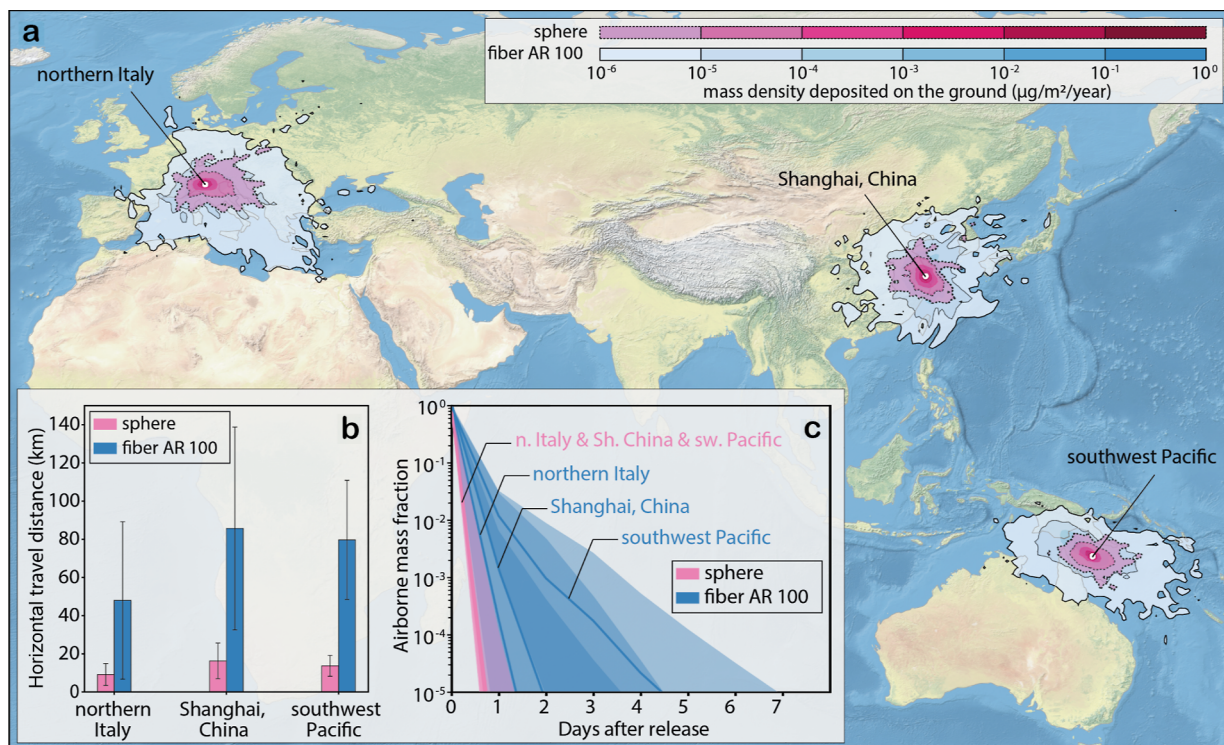 a
sphere
fiber AR 100
10⁻⁶ 10⁻⁵ 10⁻⁴ 10⁻³ 10⁻² 10⁻¹ 10⁰
mass density deposited on the ground (µg/m²/year)
northern Italy
Shanghai, China
southwest Pacific
b
sphere
fiber AR 100
Horizontal travel distance (km)
140
120
100
80
60
40
20
0
northern
Italy
Shanghai,
China
southwest
Pacific
c
Airborne mass fraction
10⁰
10⁻¹
10⁻²
10⁻³
10⁻⁴
10⁻⁵
n. Italy & Sh. China & sw. Pacific
northern Italy
Shanghai, China
southwest Pacific
sphere
fiber AR 100
0 1 2 3 4 5 6 7
Days after release